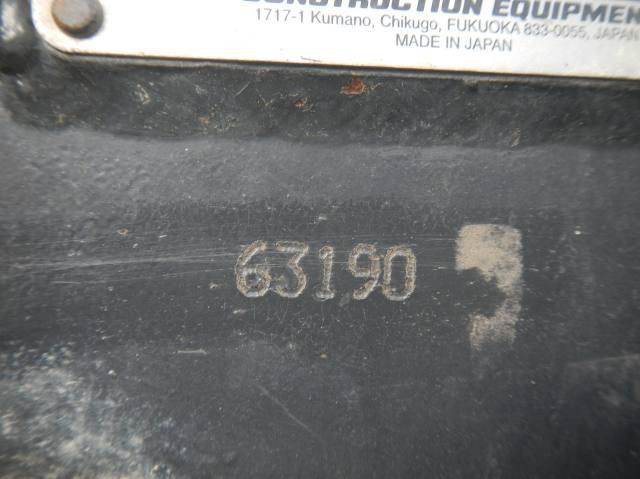 CONSTRUCTION EQUIPMEN
1717-1 Kumano, Chikugo, FUKUOKA 833-0055, JAPAN
MADE IN JAPAN
63190